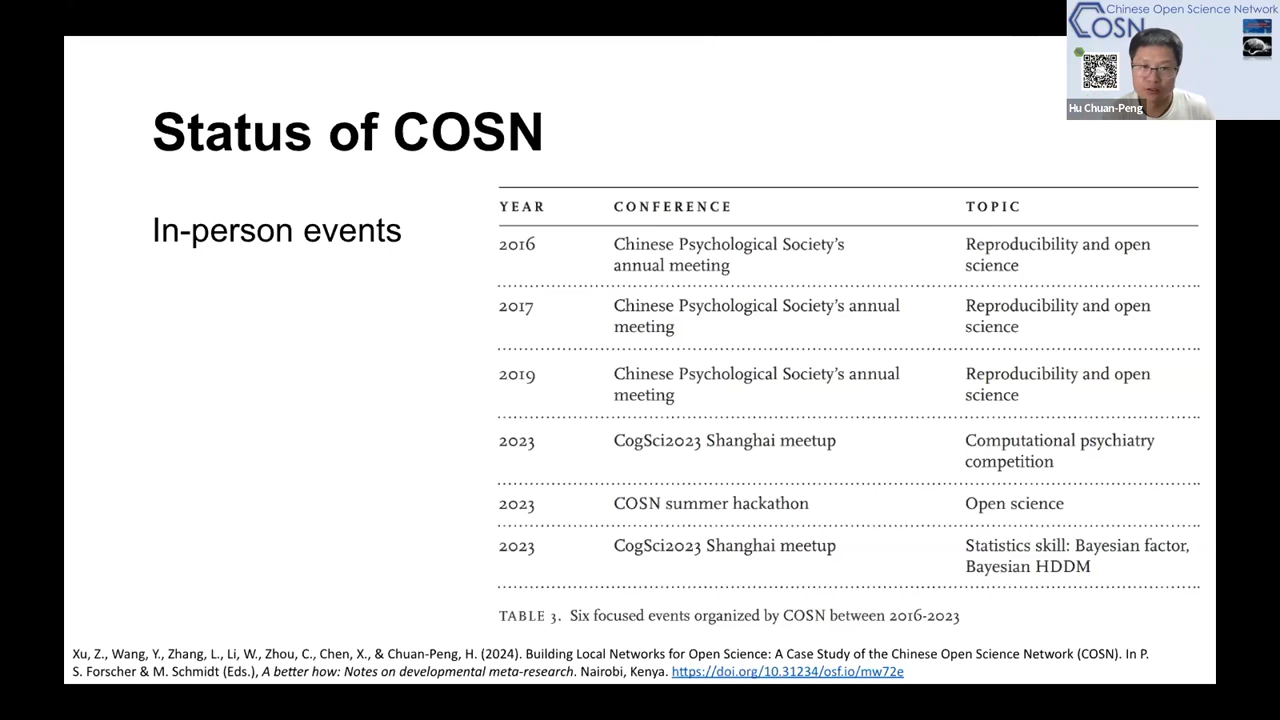 Chinese Open Science Network
COSN
Hu Chuan-Peng
Status of COSN
In-person events
YEAR CONFERENCE TOPIC
2016 Chinese Psychological Society's Reproducibility and open
annual meeting science
2017 Chinese Psychological Society's annual Reproducibility and open
meeting science
2019 Chinese Psychological Society's annual Reproducibility and open
meeting science
2023 CogSci2023 Shanghai meetup Computational psychiatry
competition
2023 COSN summer hackathon Open science
2023 CogSci2023 Shanghai meetup Statistics skill: Bayesian factor,
Bayesian HDDM
TABLE 3. Six focused events organized by COSN between 2016-2023
Xu, Z., Wang, Y., Zhang, L., Li, W., Zhou, C., Chen, X., & Chuan-Peng, H. (2024). Building Local Networks for Open Science: A Case Study of the Chinese Open Science Network (COSN). In P.
S. Forscher & M. Schmidt (Eds.), A better how: Notes on developmental meta-research. Nairobi, Kenya. https://doi.org/10.31234/osf.io/mw72e